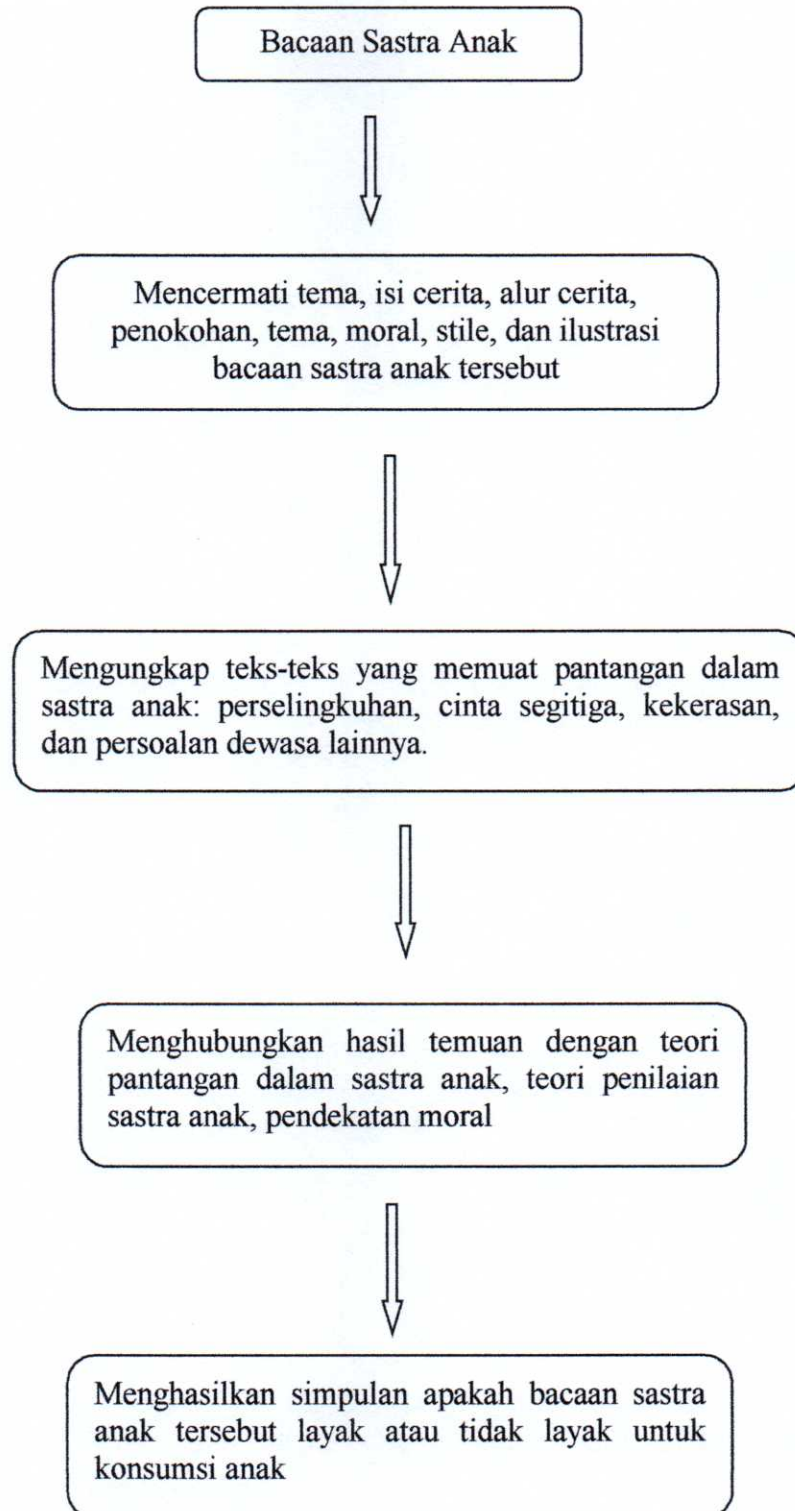 Bacaan Sastra Anak
Mencermati tema, isi cerita, alur cerita,
penokohan, tema, moral, stile, dan ilustrasi
bacaan sastra anak tersebut
Mengungkap teks-teks yang memuat pantangan dalam
sastra anak: perselingkuhan, cinta segitiga, kekerasan,
dan persoalan dewasa lainnya.
Menghubungkan hasil temuan dengan teori
pantangan dalam sastra anak, teori penilaian
sastra anak, pendekatan moral
Menghasilkan simpulan apakah bacaan sastra
anak tersebut layak atau tidak layak untuk
konsumsi anak